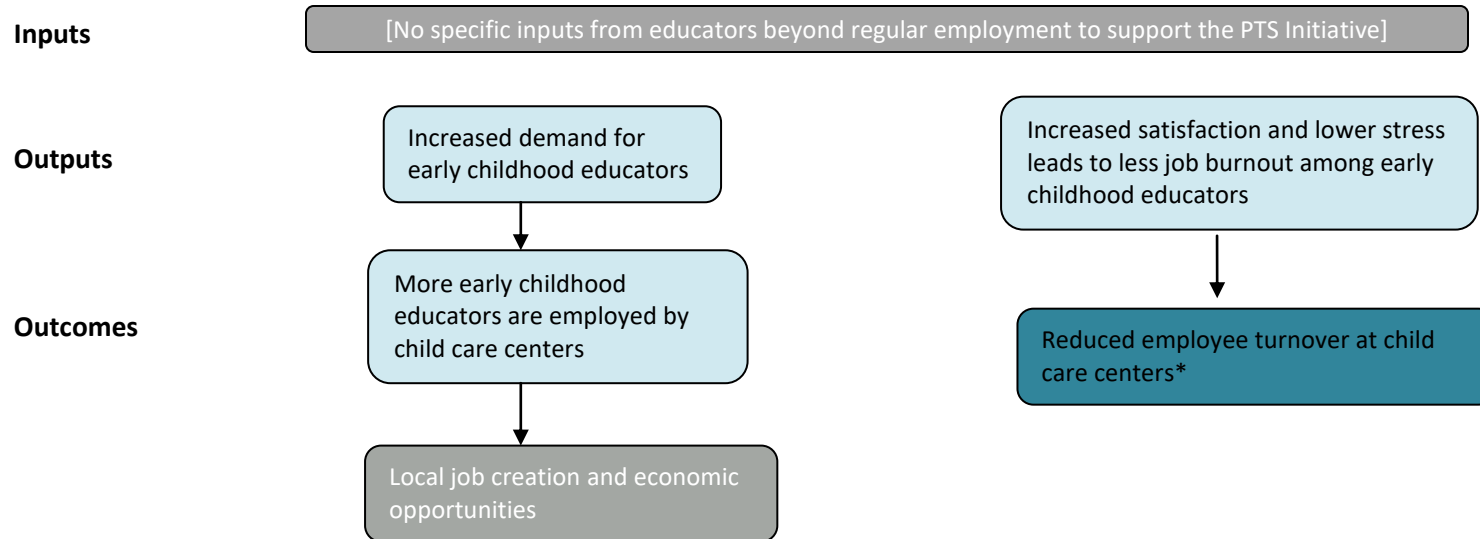 Inputs
[No specific inputs from educators beyond regular employment to support the PTS Initiative]
Outputs
Increased demand for
early childhood educators
Increased satisfaction and lower stress
leads to less job burnout among early
childhood educators
Outcomes
More early childhood
educators are employed by
child care centers
Reduced employee turnover at child
care centers*
Local job creation and economic
opportunities